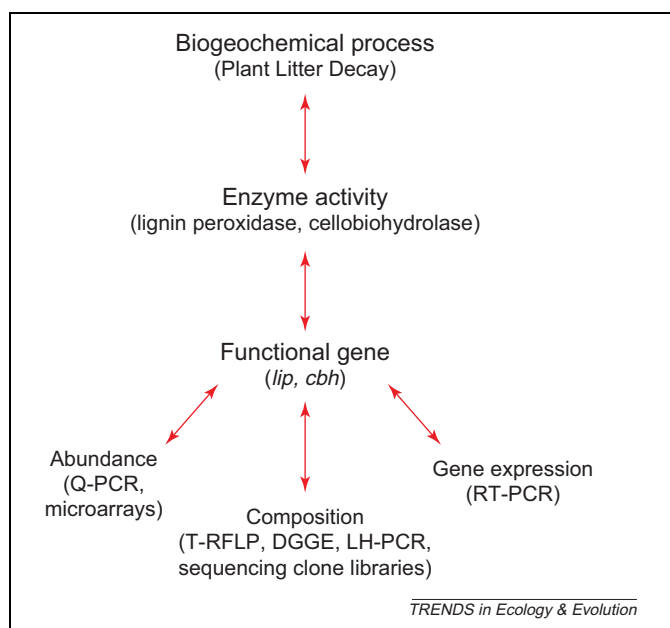 Biogeochemical process
(Plant Litter Decay)
Enzyme activity
(lignin peroxidase, cellobiohydrolase)
Functional gene
(lip, cbh)
Abundance
(Q-PCR,
microarrays)
Composition
(T-RFLP, DGGE, LH-PCR,
sequencing clone libraries)
Gene expression
(RT-PCR)
TRENDS in Ecology & Evolution